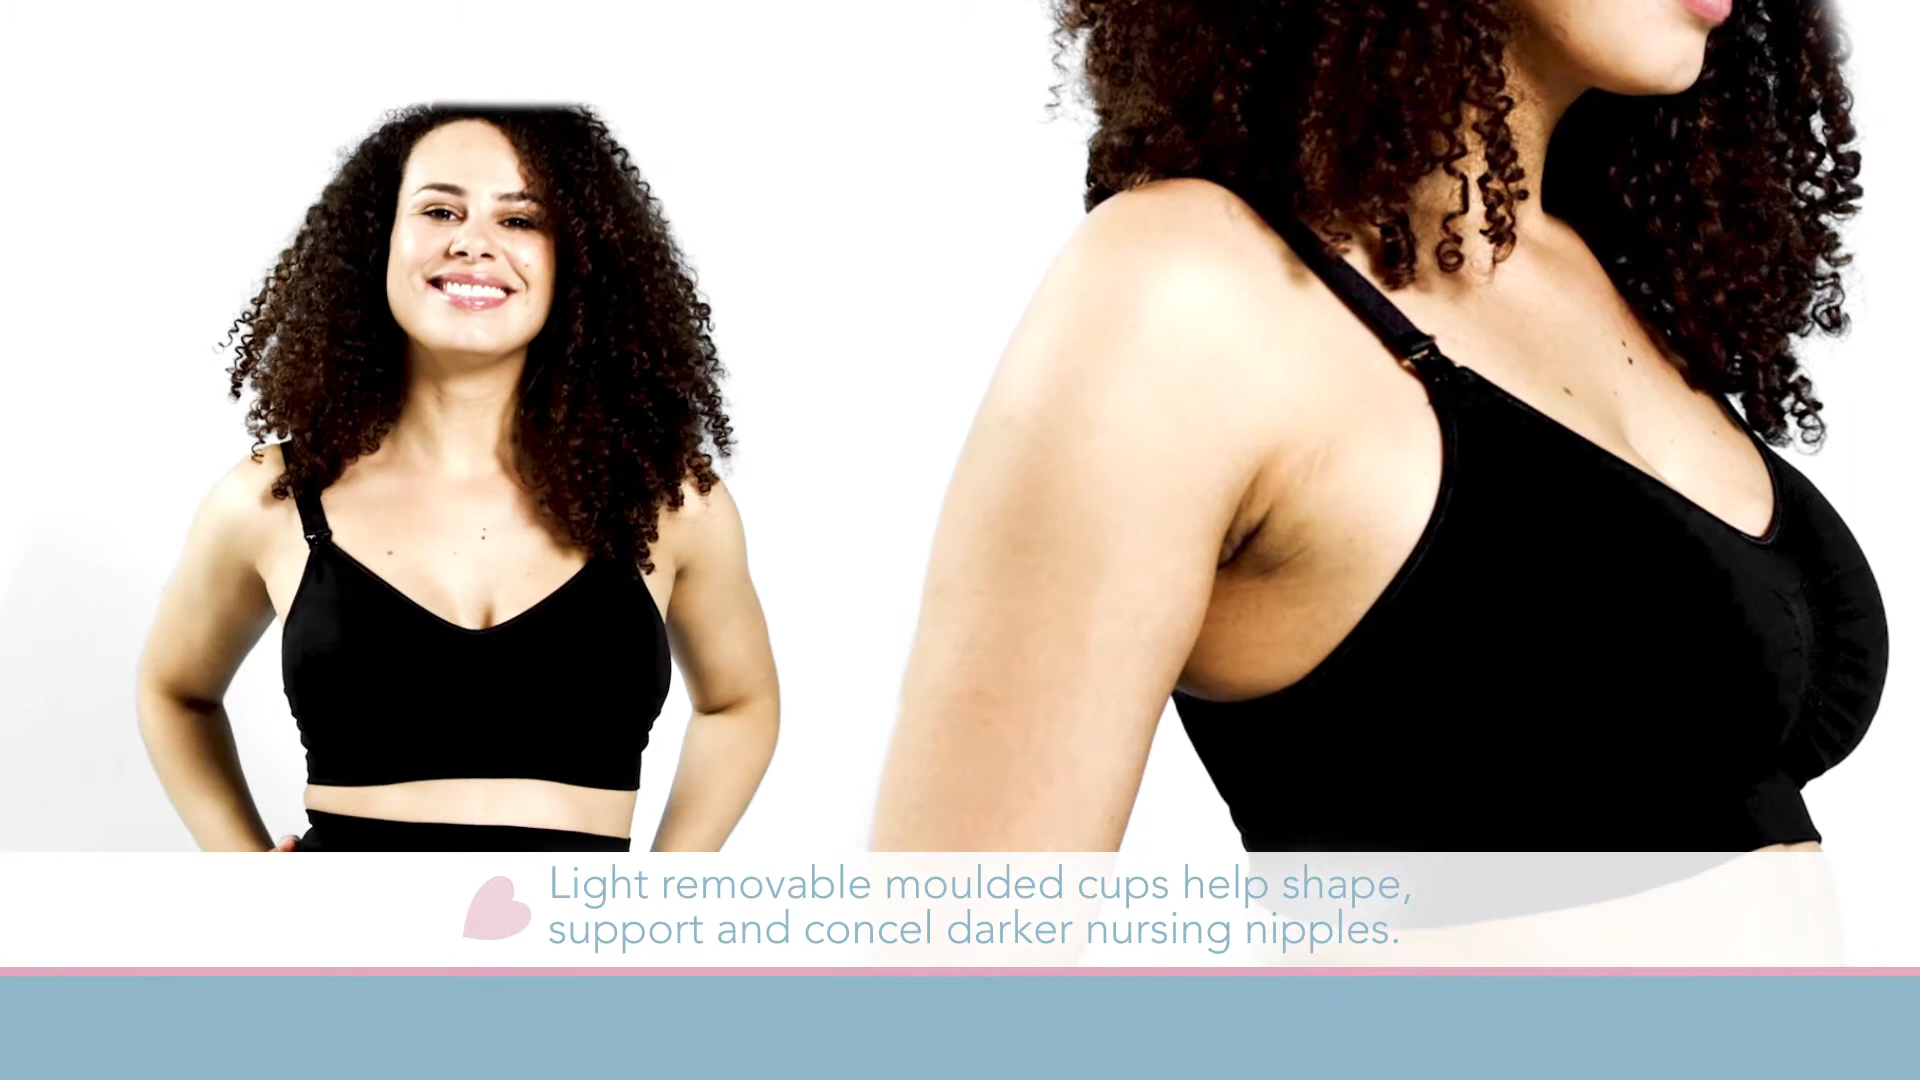 Light removable moulded cups help shape,
support and concel darker nursing nipples.